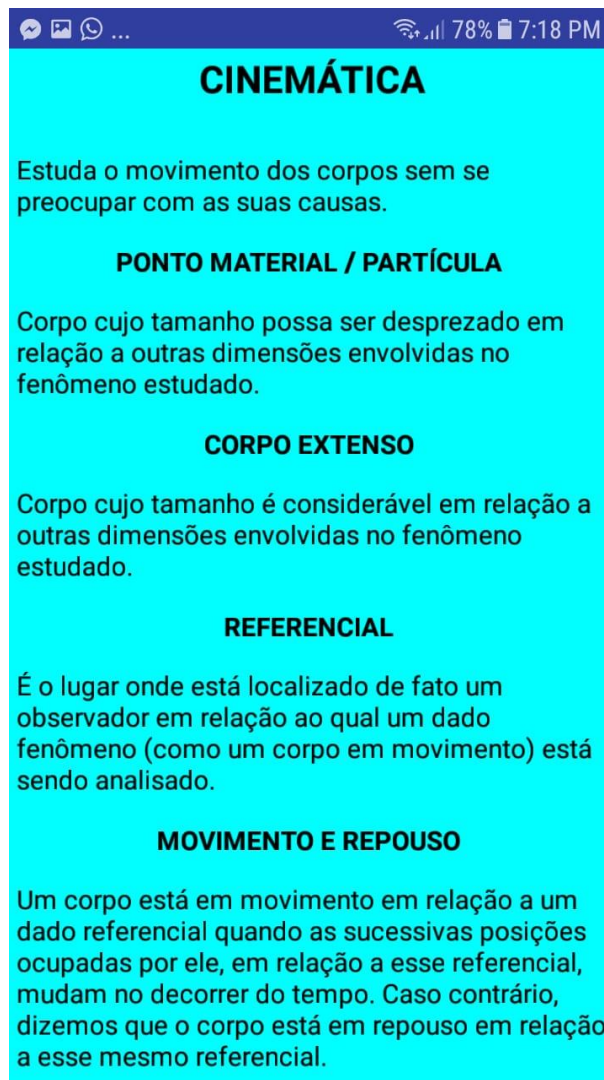 ... 78% 7:18 PM
CINEMÁTICA
Estuda o movimento dos corpos sem se
preocupar com as suas causas.
PONTO MATERIAL / PARTÍCULA
Corpo cujo tamanho possa ser desprezado em
relação a outras dimensões envolvidas no
fenômeno estudado.
CORPO EXTENSO
Corpo cujo tamanho é considerável em relação a
outras dimensões envolvidas no fenômeno
estudado.
REFERENCIAL
É o lugar onde está localizado de fato um
observador em relação ao qual um dado
fenômeno (como um corpo em movimento) está
sendo analisado.
MOVIMENTO E REPOUSO
Um corpo está em movimento em relação a um
dado referencial quando as sucessivas posições
ocupadas por ele, em relação a esse referencial,
mudam no decorrer do tempo. Caso contrário,
dizemos que o corpo está em repouso em relação
a esse mesmo referencial.